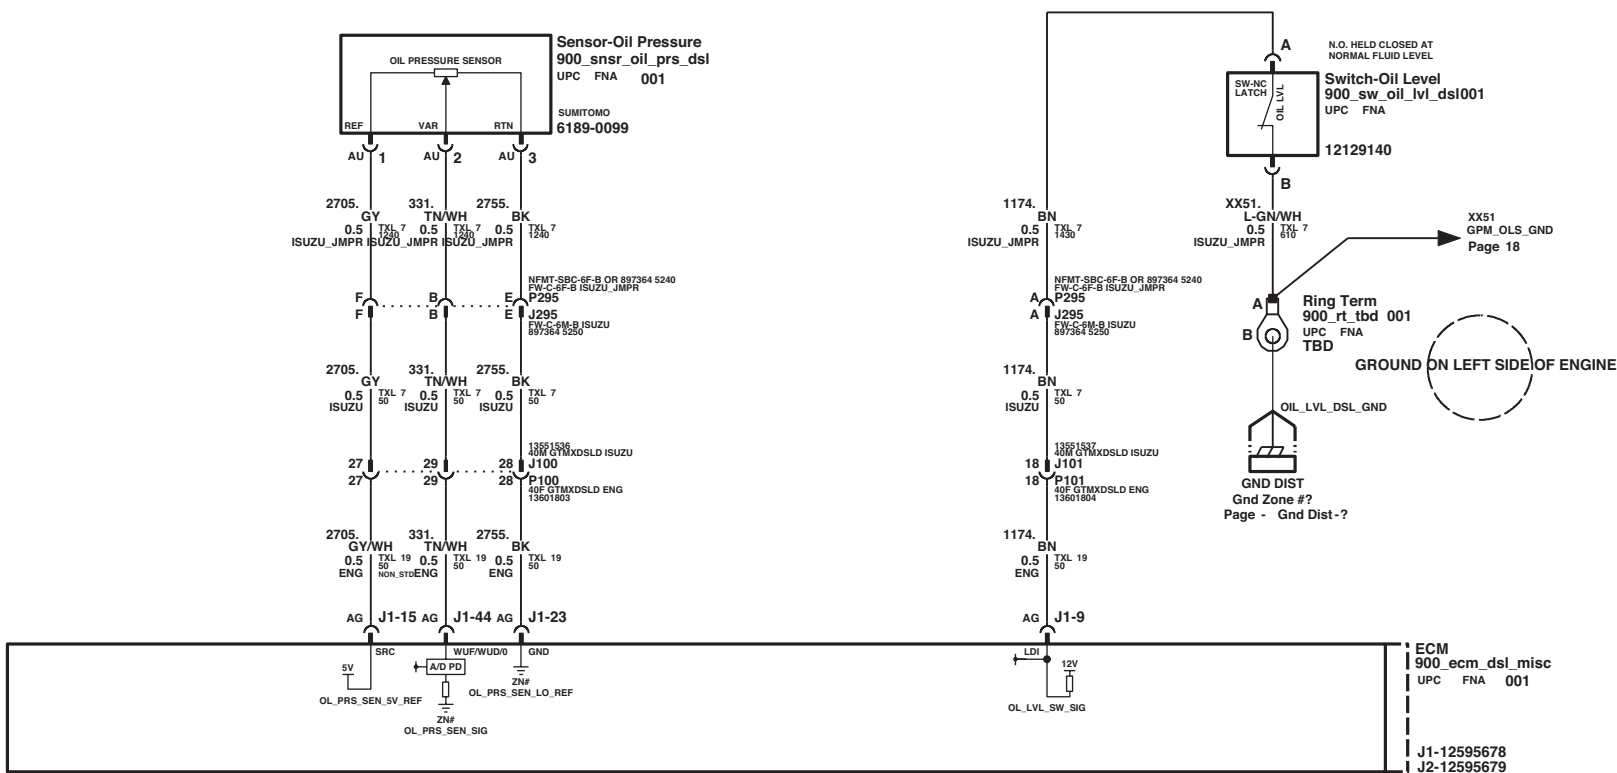 Sensor-Oil Pressure
900_snsr_oil_prs_dsl
UPC FNA 001
OIL PRESSURE SENSOR
SUMITOMO
6189-0099
REF VAR RTN
AU 1 AU 2 AU 3
2705. 331. 2755.
GY TN/WH BK
0.5 TXL 7 0.5 TXL 7 0.5 TXL 7
1240 1240 1240
ISUZU_JMPR ISUZU_JMPR ISUZU_JMPR
NFMT-SBC-6F-B OR 897364 5240
FW-C-6F-B ISUZU_JMPR
F B E P295
F B E J295
FW-C-6M-B ISUZU
897364 5250
2705. 331. 2755.
GY TN/WH BK
0.5 TXL 7 0.5 TXL 7 0.5 TXL 7
50 50 50
ISUZU ISUZU ISUZU
13551536
40M GTMXDSLD ISUZU
27 29 28 J100
27 29 28 P100
40F GTMXDSLD ENG
13601803
2705. 331. 2755.
GY/WH TN/WH BK
0.5 TXL 19 0.5 TXL 19 0.5 TXL 19
50 50 50
ENG NON_STD ENG ENG
AG J1-15 AG J1-44 AG J1-23
SRC WUF/WUD/0 GND
5V A/D PD
ZN#
OL_PRS_SEN_LO_REF
OL_PRS_SEN_5V_REF
ZN#
OL_PRS_SEN_SIG
1174.
BN
0.5 TXL 7
1430
ISUZU_JMPR
NFMT-SBC-6F-B OR 897364 5240
FW-C-6F-B ISUZU_JMPR
A P295
A J295
FW-C-6M-B ISUZU
897364 5250
1174.
BN
0.5 TXL 7
50
ISUZU
13551537
40M GTMXDSLD ISUZU
18 J101
18 P101
40F GTMXDSLD ENG
13601804
1174.
BN
0.5 TXL 19
50
ENG
AG J1-9
LDI
12V
OL_LVL_SW_SIG
A
N.O. HELD CLOSED AT
NORMAL FLUID LEVEL
SW-NC
LATCH
OIL LVL
Switch-Oil Level
900_sw_oil_lvl_dsl001
UPC FNA
12129140
B
XX51.
L-GN/WH
0.5 TXL 7
610
ISUZU_JMPR
XX51
GPM_OLS_GND
Page 18
A
B
Ring Term
900_rt_tbd 001
UPC FNA
TBD
GROUND ON LEFT SIDE OF ENGINE
OIL_LVL_DSL_GND
GND DIST
Gnd Zone #?
Page - Gnd Dist-?
ECM
900_ecm_dsl_misc
UPC FNA 001
J1-12595678
J2-12595679